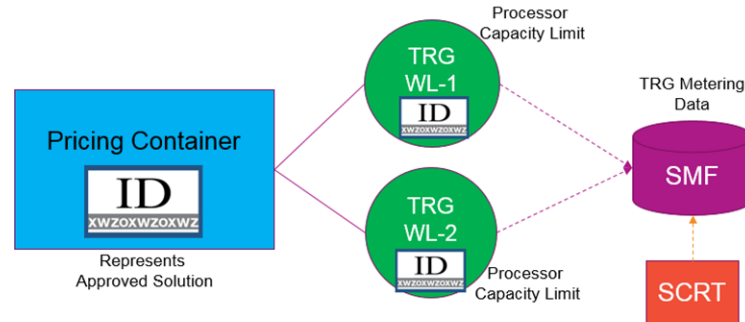 Processor
Capacity Limit
TRG
WL-1
ID
XWZOXWZOXWZ
Pricing Container
ID
XWZOXWZOXWZ
Represents
Approved Solution
TRG
WL-2
ID
XWZOXWZOXWZ
Processor
Capacity Limit
TRG Metering
Data
SMF
SCRT